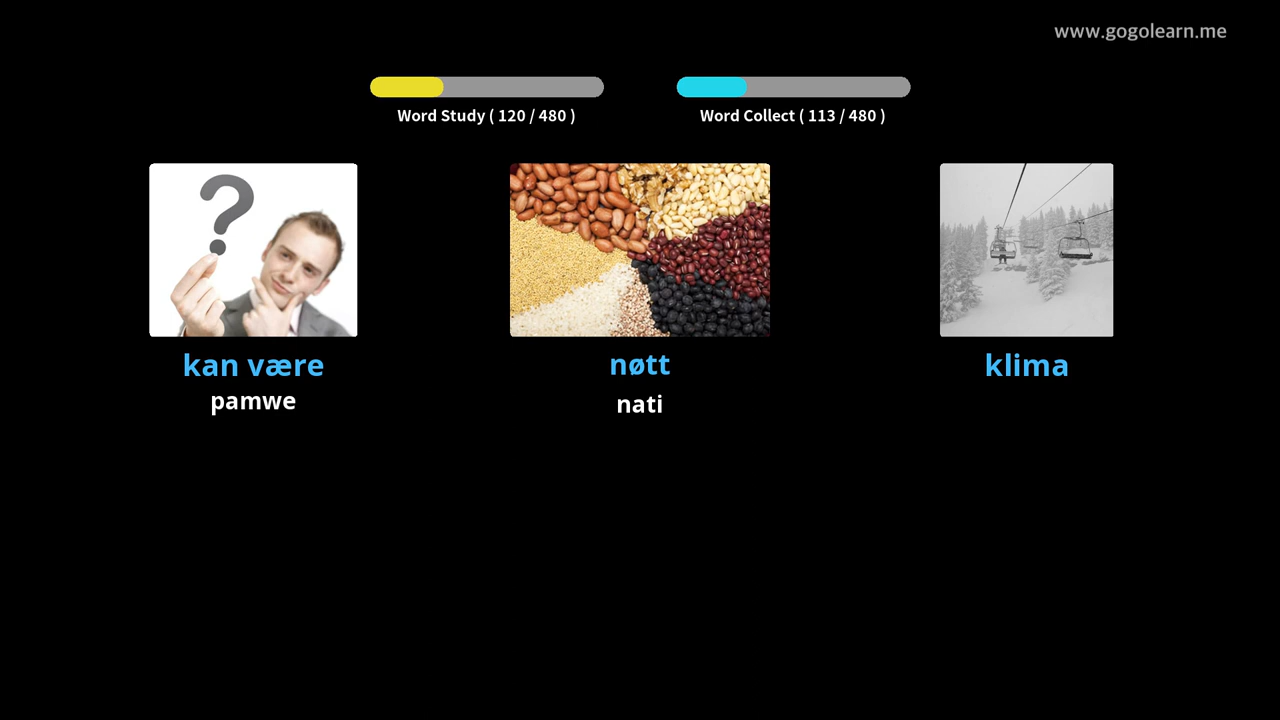 www.gogolearn.me
Word Study ( 120 / 480 )
Word Collect ( 113 / 480 )
kan være
pamwe
nøtt
nati
klima